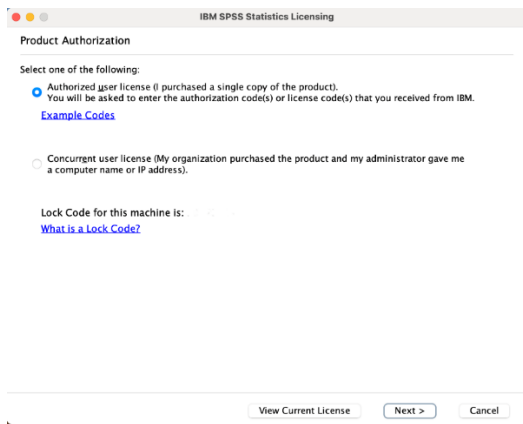 IBM SPSS Statistics Licensing
Product Authorization
Select one of the following:
Authorized user license (I purchased a single copy of the product).
You will be asked to enter the authorization code(s) or license code(s) that you received from IBM.
Example Codes
Concurrent user license (My organization purchased the product and my administrator gave me
a computer name or IP address).
Lock Code for this machine is:
What is a Lock Code?
View Current License Next > Cancel